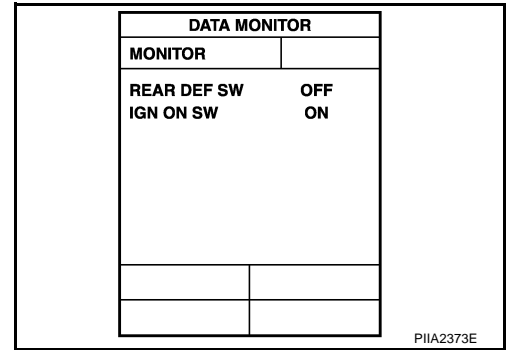 DATA MONITOR
MONITOR
REAR DEF SW OFF
IGN ON SW ON
PIIA2373E